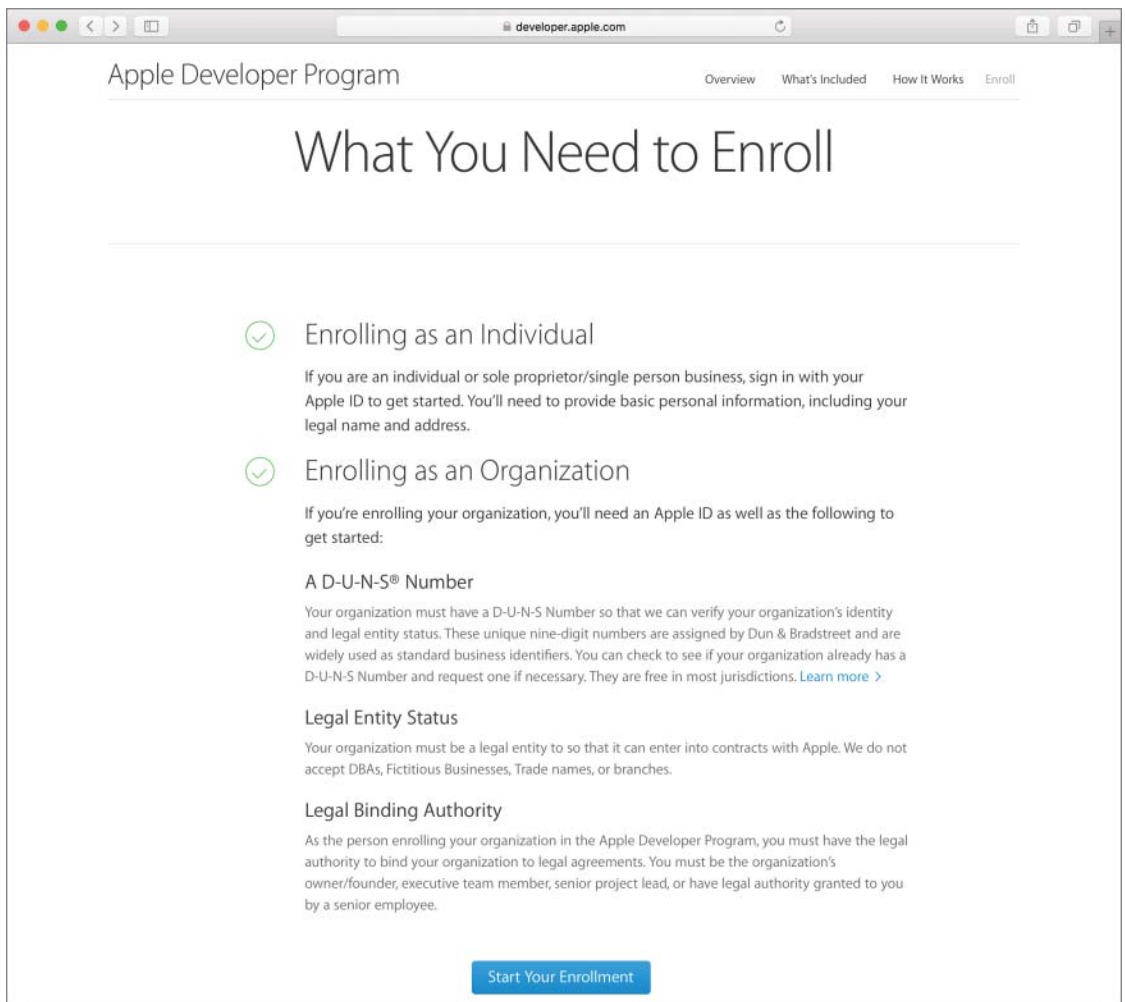 developer.apple.com
Apple Developer Program
Overview What's Included How It Works Enroll
What You Need to Enroll
Enrolling as an Individual
If you are an individual or sole proprietor/single person business, sign in with your
Apple ID to get started. You'll need to provide basic personal information, including your
legal name and address.
Enrolling as an Organization
If you're enrolling your organization, you'll need an Apple ID as well as the following to
get started:
A D-U-N-S® Number
Your organization must have a D-U-N-S Number so that we can verify your organization's identity
and legal entity status. These unique nine-digit numbers are assigned by Dun & Bradstreet and are
widely used as standard business identifiers. You can check to see if your organization already has a
D-U-N-S Number and request one if necessary. They are free in most jurisdictions. Learn more >
Legal Entity Status
Your organization must be a legal entity to so that it can enter into contracts with Apple. We do not
accept DBAs, Fictitious Businesses, Trade names, or branches.
Legal Binding Authority
As the person enrolling your organization in the Apple Developer Program, you must have the legal
authority to bind your organization to legal agreements. You must be the organization's
owner/founder, executive team member, senior project lead, or have legal authority granted to you
by a senior employee.
Start Your Enrollment